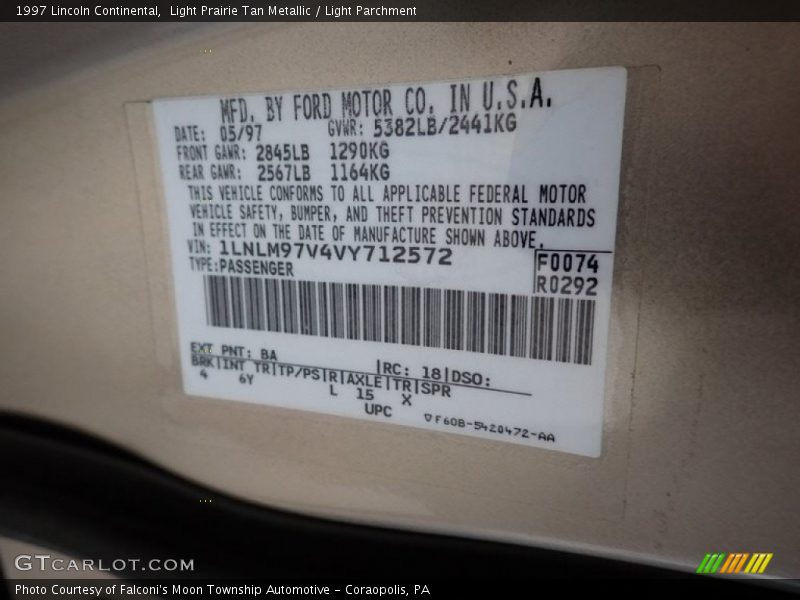 1997 Lincoln Continental,  Light Prairie Tan Metallic / Light Parchment
MFD. BY FORD MOTOR CO. IN U.S.A.
DATE: 05/97 GVWR: 5382LB/2441KG
FRONT GAWR: 2845LB 1290KG
REAR GAWR: 2567LB 1164KG
THIS VEHICLE CONFORMS TO ALL APPLICABLE FEDERAL MOTOR
VEHICLE SAFETY, BUMPER, AND THEFT PREVENTION STANDARDS
IN EFFECT ON THE DATE OF MANUFACTURE SHOWN ABOVE.
VIN: 1LNLM97V4VY712572
TYPE:PASSENGER
F0074
R0292
EXT PNT: BA |RC: 18|DSO:
BRK|INT TR|TP/PS|R|AXLE|TR|SPR
4 6Y L 15 X
UPC
▽F60B-5420472-AA
GTCARLOT.COM
Photo Courtesy of Falconi's Moon Township Automotive – Coraopolis, PA